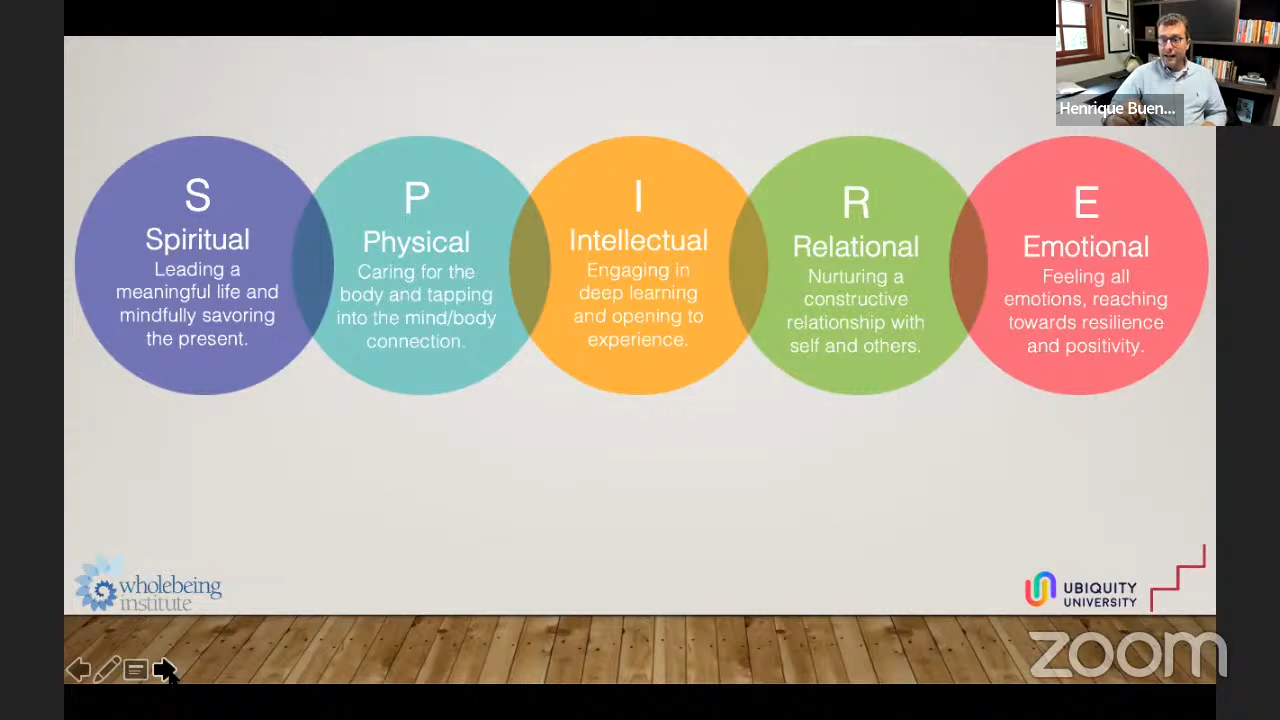 Henrique Buen...
S
Spiritual
Leading a
meaningful life and
mindfully savoring
the present.
P
Physical
Caring for the
body and tapping
into the mind/body
connection.
I
Intellectual
Engaging in
deep learning
and opening to
experience.
R
Relational
Nurturing a
constructive
relationship with
self and others.
E
Emotional
Feeling all
emotions, reaching
towards resilience
and positivity.
wholebeing
institute
UBIQUITY
UNIVERSITY
zoom